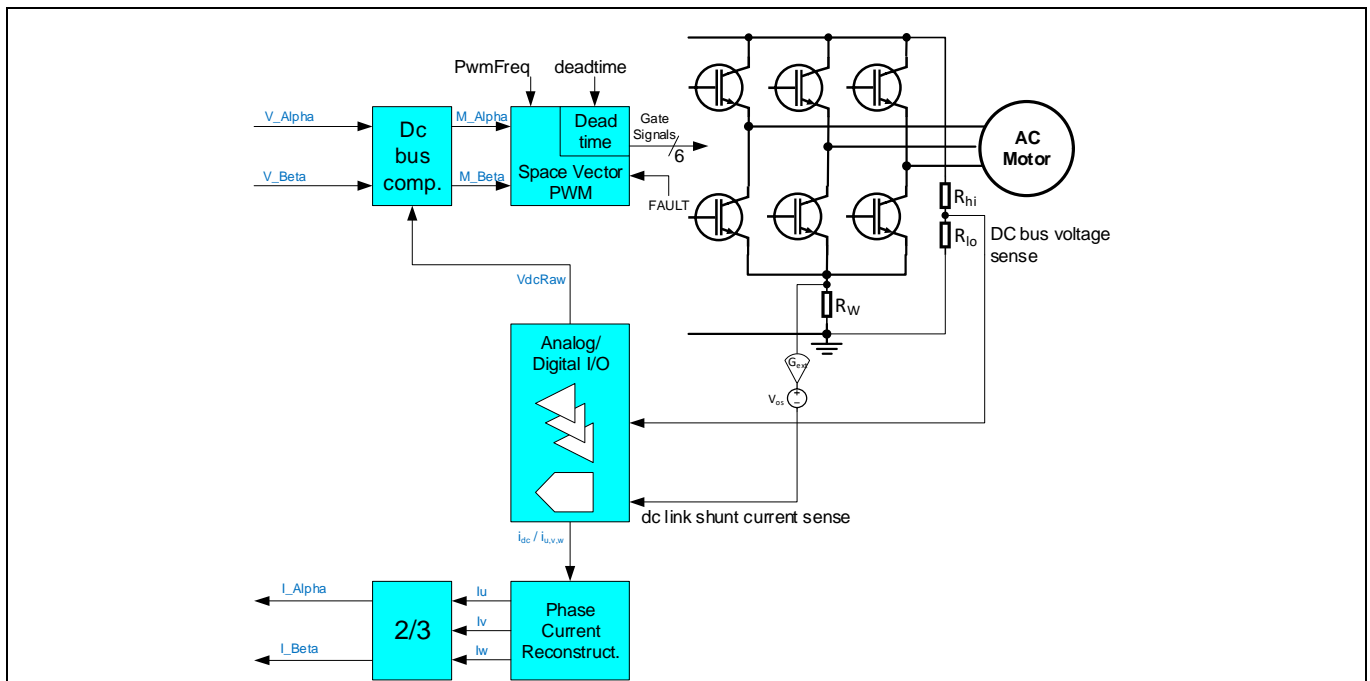 PwmFreq
deadtime
V_Alpha
M_Alpha
Dc
bus
comp.
Dead
time
Gate
Signals
6
AC
Motor
V_Beta
M_Beta
Space Vector
PWM
FAULT
Rhi
Rlo
DC bus voltage
sense
VdcRaw
RW
Analog/
Digital I/O
Gext
+
−
Vos
dc link shunt current sense
idc / iu,v,w
I_Alpha
Iu
2/3
Iv
Phase
Current
Reconstruct.
I_Beta
Iw